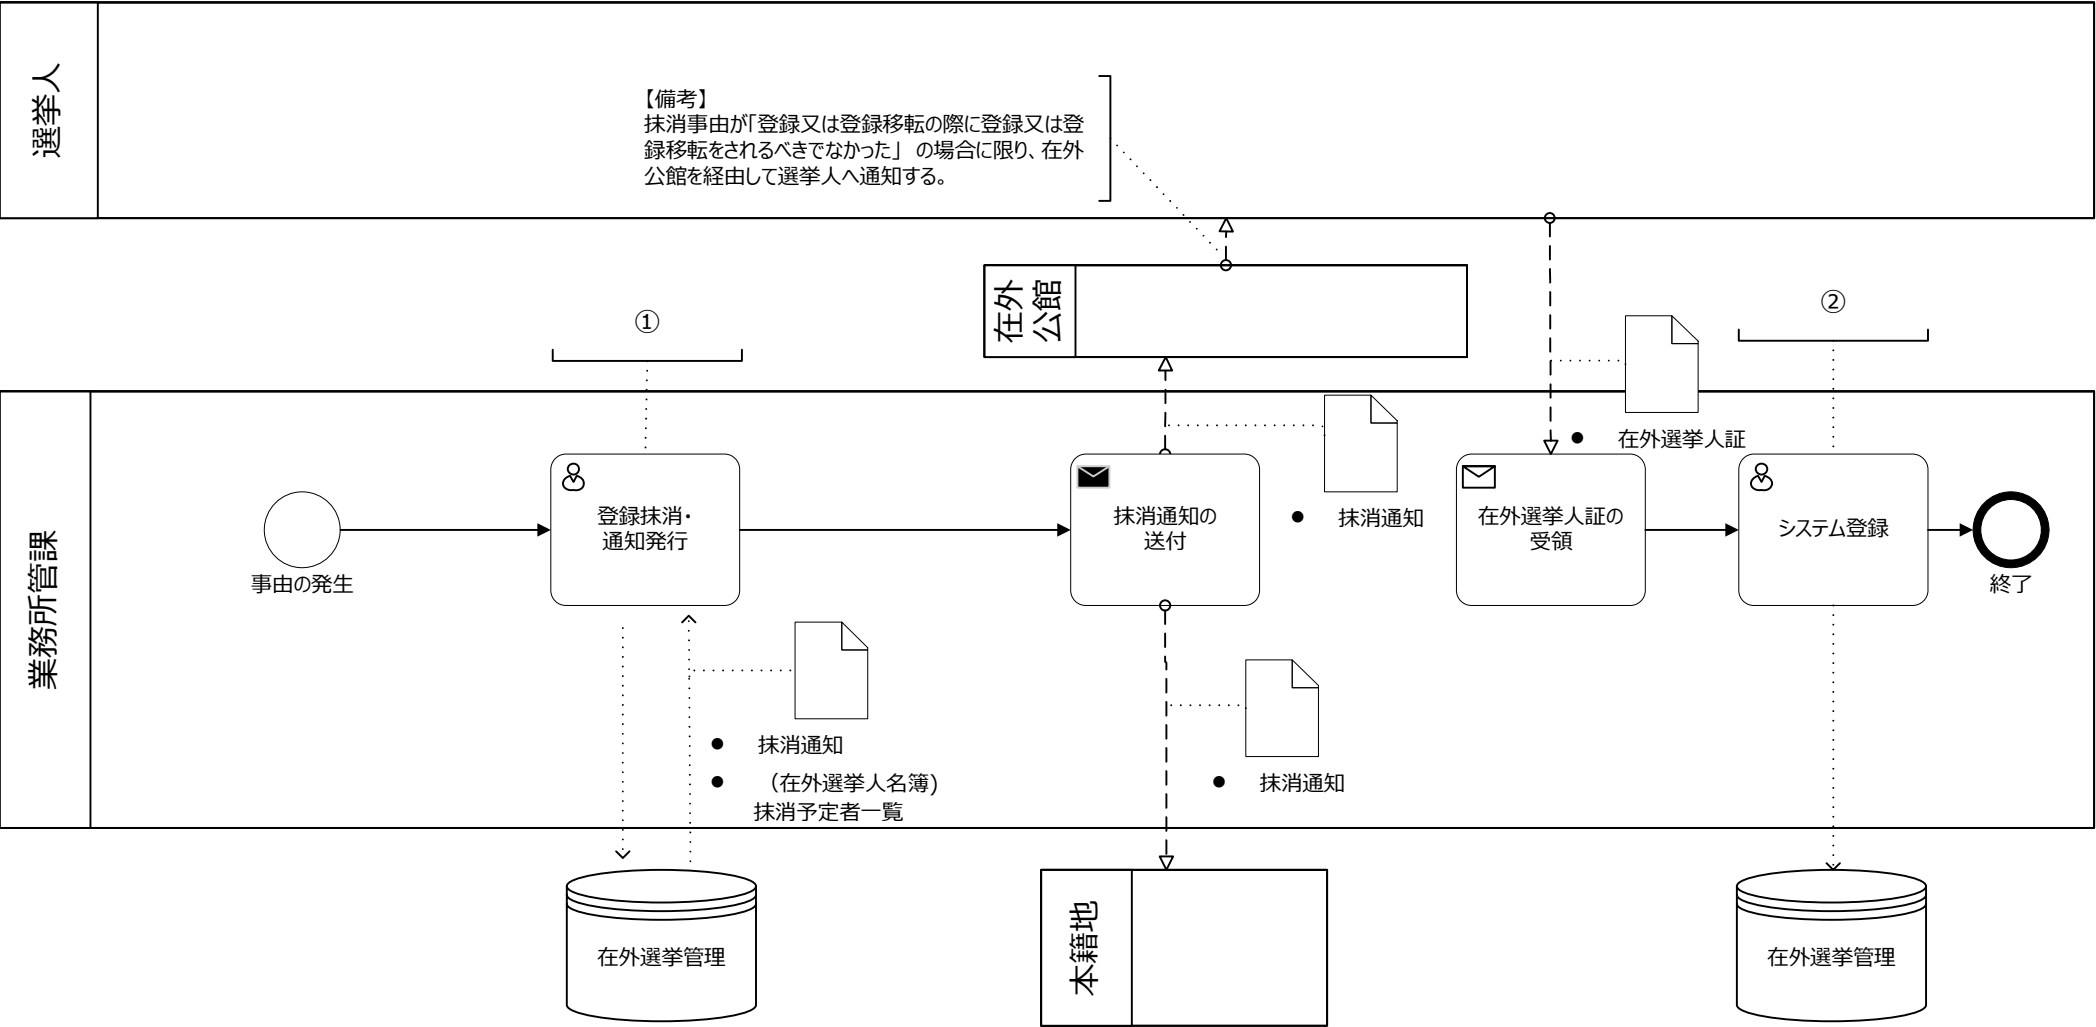 選挙人
【備考】
抹消事由が「登録又は登録移転の際に登録又は登
録移転をされるべきでなかった」 の場合に限り、在外
公館を経由して選挙人へ通知する。
在外
公館
①
②
業務所管課
事由の発生
登録抹消・
通知発行
抹消通知の
送付
● 抹消通知
● 在外選挙人証
在外選挙人証の
受領
システム登録
終了
● 抹消通知
● （在外選挙人名簿)
抹消予定者一覧
● 抹消通知
在外選挙管理
本籍地
在外選挙管理